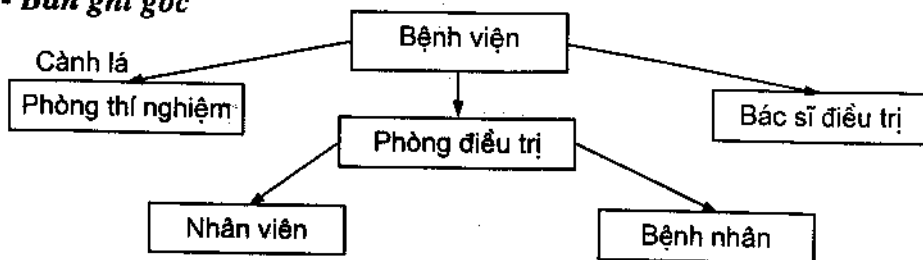 - Bản ghi gốc
Bệnh viện
Cành lá
Phòng thí nghiệm
Bác sĩ điều trị
Phòng điều trị
Nhân viên
Bệnh nhân